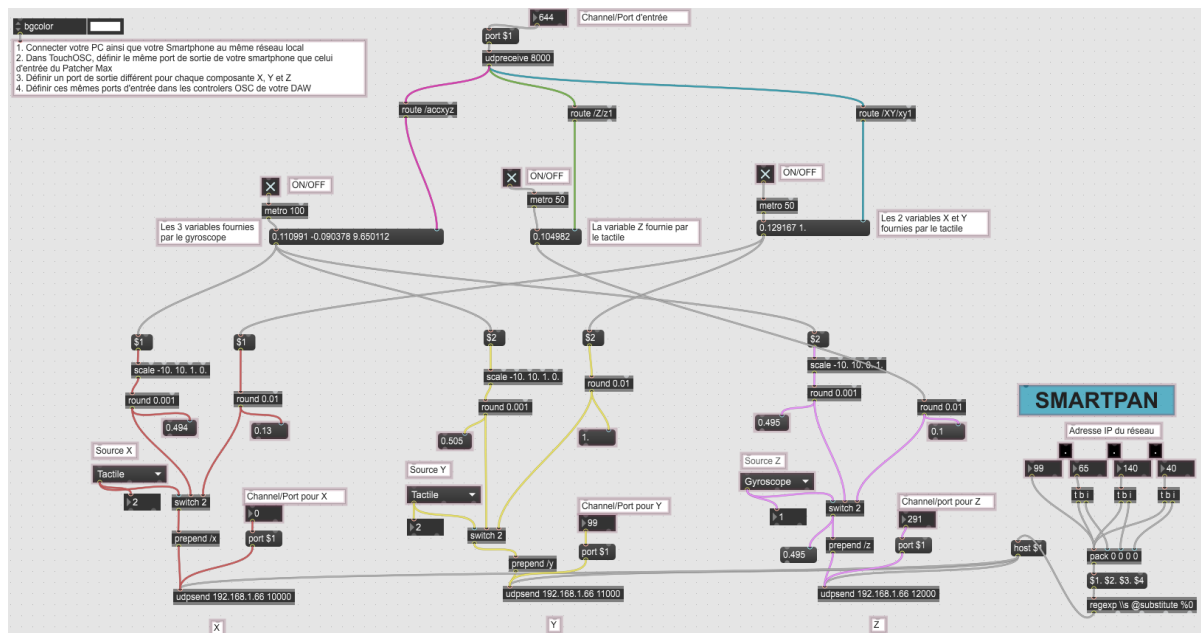 bgcolor
644
Channel/Port d'entrée
port $1
1. Connecter votre PC ainsi que votre Smartphone au même réseau local
2. Dans TouchOSC, définir le même port de sortie de votre smartphone que celui
d'entrée du Patcher Max
3. Définir un port de sortie différent pour chaque composante X, Y et Z
4. Définir ces mêmes ports d'entrée dans les controlers OSC de votre DAW
udpreceive 8000
route /accxyz
route /Z/z1
route /XY/xy1
ON/OFF
ON/OFF
ON/OFF
metro 100
metro 50
metro 50
Les 3 variables fournies
par le gyroscope
0.110991 -0.090378 9.650112
0.104982
La variable Z fournie par
le tactile
0.129167 1.
Les 2 variables X et Y
fournies par le tactile
$1
$1
$2
$2
$2
scale -10. 10. 1. 0.
scale -10. 10. 1. 0.
scale -10. 10. 0. 1.
round 0.001
round 0.01
round 0.001
round 0.01
round 0.001
round 0.01
0.494
0.13
0.505
1.
0.495
0.1
SMARTPAN
Adresse IP du réseau
99
65
140
40
t b i
t b i
t b i
Source X
Tactile
2
switch 2
Channel/Port pour X
0
prepend /x
port $1
udpsend 192.168.1.66 10000
X
Source Y
Tactile
2
switch 2
Channel/Port pour Y
99
prepend /y
port $1
udpsend 192.168.1.66 11000
Y
Source Z
Gyroscope
1
switch 2
Channel/port pour Z
291
0.495
prepend /z
port $1
udpsend 192.168.1.66 12000
Z
host $1
pack 0 0 0 0
$1. $2. $3. $4
regexp \\s @substitute %0